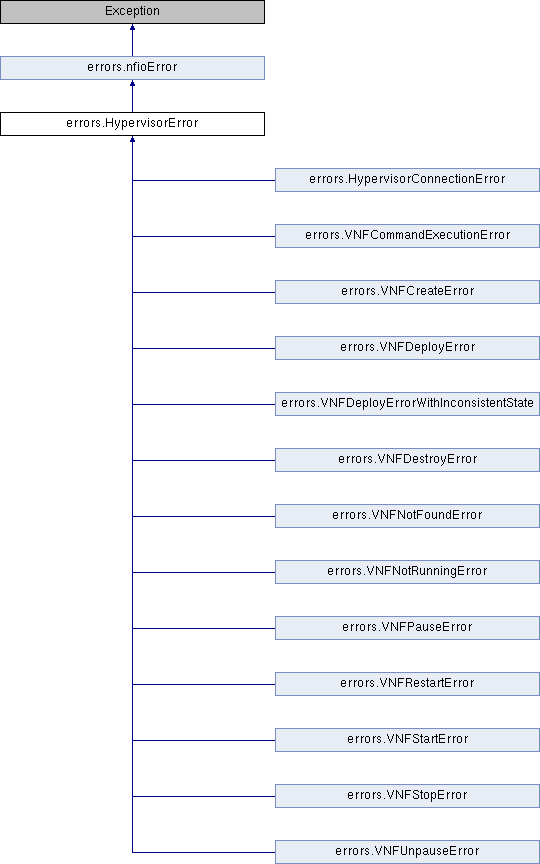 Exception
errors.nfioError
errors.HypervisorError
errors.HypervisorConnectionError
errors.VNFCommandExecutionError
errors.VNFCreateError
errors.VNFDeployError
errors.VNFDeployErrorWithInconsistentState
errors.VNFDestroyError
errors.VNFNotFoundError
errors.VNFNotRunningError
errors.VNFPauseError
errors.VNFRestartError
errors.VNFStartError
errors.VNFStopError
errors.VNFUnpauseError